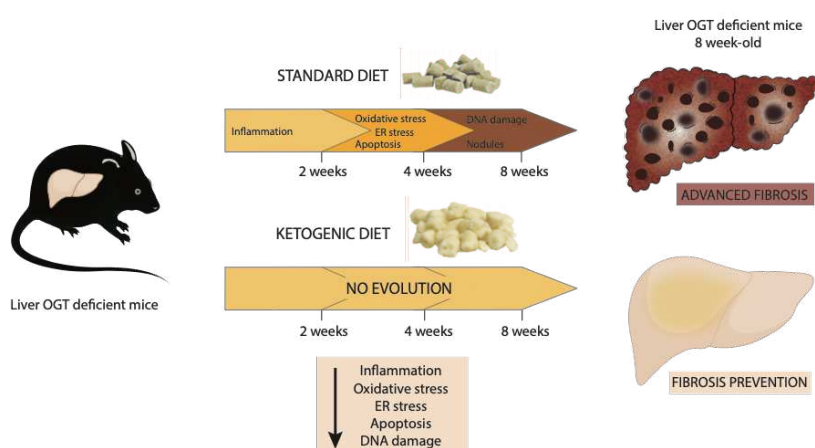 Liver OGT deficient mice
8 week-old
STANDARD DIET
Inflammation
Oxidative stress
ER stress
Apoptosis
DNA damage
Nodules
2 weeks
4 weeks
8 weeks
ADVANCED FIBROSIS
KETOGENIC DIET
NO EVOLUTION
Liver OGT deficient mice
2 weeks
4 weeks
8 weeks
FIBROSIS PREVENTION
Inflammation
Oxidative stress
ER stress
Apoptosis
DNA damage